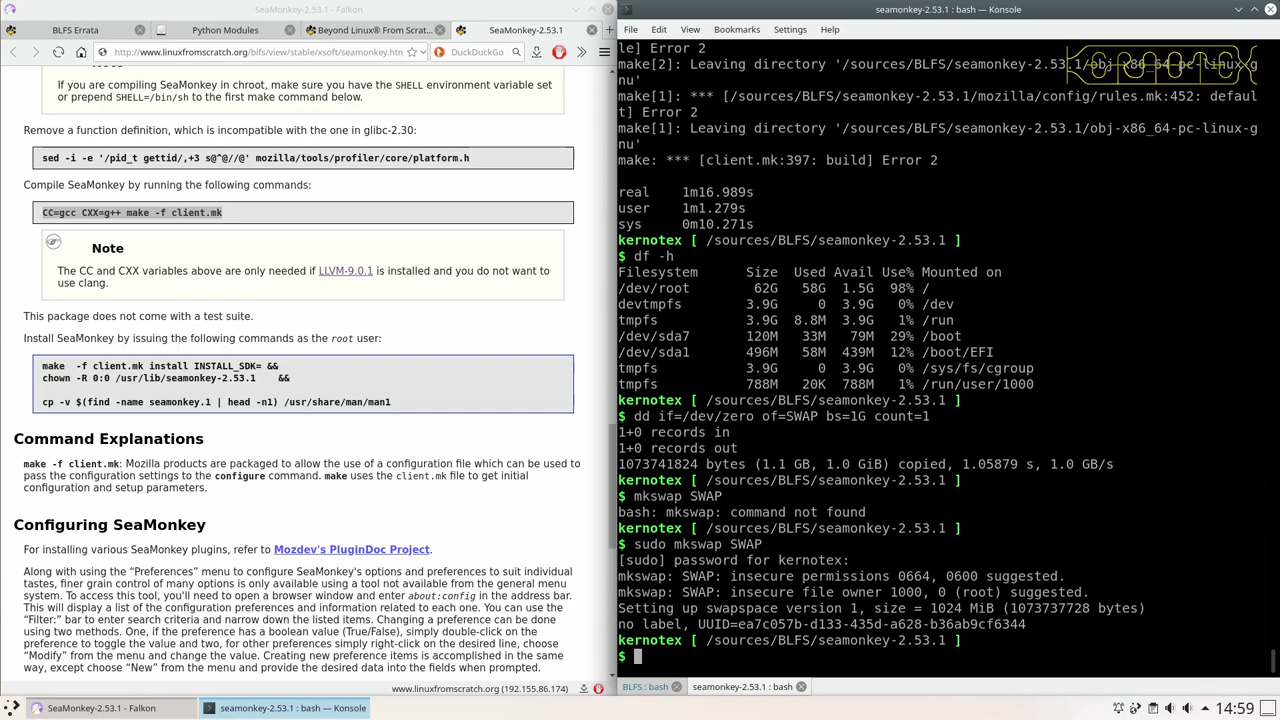 SeaMonkey-2.53.1 - Falkon
BLFS Errata
Python Modules
Beyond Linux® From Scrat...
SeaMonkey-2.53.1
http://www.linuxfromscratch.org/blfs/view/stable/xsoft/seamonkey.htn
DuckDuckGo
If you are compiling SeaMonkey in chroot, make sure you have the SHELL environment variable set
or prepend SHELL=/bin/sh to the first make command below.
Remove a function definition, which is incompatible with the one in glibc-2.30:
sed -i -e '/pid_t gettid/,+3 s@^@//@' mozilla/tools/profiler/core/platform.h
Compile SeaMonkey by running the following commands:
CC=gcc CXX=g++ make -f client.mk
Note
The CC and CXX variables above are only needed if LLVM-9.0.1 is installed and you do not want to
use clang.
This package does not come with a test suite.
Install SeaMonkey by issuing the following commands as the root user:
make  -f client.mk install INSTALL_SDK= &&
chown -R 0:0 /usr/lib/seamonkey-2.53.1    &&
cp -v $(find -name seamonkey.1 | head -n1) /usr/share/man/man1
Command Explanations
make -f client.mk: Mozilla products are packaged to allow the use of a configuration file which can be used to
pass the configuration settings to the configure command. make uses the client.mk file to get initial
configuration and setup parameters.
Configuring SeaMonkey
For installing various SeaMonkey plugins, refer to Mozdev's PluginDoc Project.
Along with using the “Preferences” menu to configure SeaMonkey's options and preferences to suit individual
tastes, finer grain control of many options is only available using a tool not available from the general menu
system. To access this tool, you'll need to open a browser window and enter about:config in the address bar.
This will display a list of the configuration preferences and information related to each one. You can use the
“Filter:” bar to enter search criteria and narrow down the listed items. Changing a preference can be done
using two methods. One, if the preference has a boolean value (True/False), simply double-click on the
preference to toggle the value and two, for other preferences simply right-click on the desired line, choose
“Modify” from the menu and change the value. Creating new preference items is accomplished in the same
way, except choose “New” from the menu and provide the desired data into the fields when prompted.
www.linuxfromscratch.org (192.155.86.174)
seamonkey-2.53.1 : bash — Konsole
File Edit View Bookmarks Settings Help
le] Error 2
make[2]: Leaving directory '/sources/BLFS/seamonkey-2.53.1/obj-x86_64-pc-linux-g
nu'
make[1]: *** [/sources/BLFS/seamonkey-2.53.1/mozilla/config/rules.mk:452: defaul
t] Error 2
make[1]: Leaving directory '/sources/BLFS/seamonkey-2.53.1/obj-x86_64-pc-linux-g
nu'
make: *** [client.mk:397: build] Error 2
real    1m16.989s
user    1m1.279s
sys     0m10.271s
kernotex [ /sources/BLFS/seamonkey-2.53.1 ]
$ df -h
Filesystem      Size  Used Avail Use% Mounted on
/dev/root        62G   58G  1.5G  98% /
devtmpfs        3.9G     0  3.9G   0% /dev
tmpfs           3.9G  8.8M  3.9G   1% /run
/dev/sda7       120M   33M   79M  29% /boot
/dev/sda1       496M   58M  439M  12% /boot/EFI
tmpfs           3.9G     0  3.9G   0% /sys/fs/cgroup
tmpfs           788M   20K  788M   1% /run/user/1000
kernotex [ /sources/BLFS/seamonkey-2.53.1 ]
$ dd if=/dev/zero of=SWAP bs=1G count=1
1+0 records in
1+0 records out
1073741824 bytes (1.1 GB, 1.0 GiB) copied, 1.05879 s, 1.0 GB/s
kernotex [ /sources/BLFS/seamonkey-2.53.1 ]
$ mkswap SWAP
bash: mkswap: command not found
kernotex [ /sources/BLFS/seamonkey-2.53.1 ]
$ sudo mkswap SWAP
[sudo] password for kernotex:
mkswap: SWAP: insecure permissions 0664, 0600 suggested.
mkswap: SWAP: insecure file owner 1000, 0 (root) suggested.
Setting up swapspace version 1, size = 1024 MiB (1073737728 bytes)
no label, UUID=ea7c057b-d133-435d-a628-b36ab9cf6344
kernotex [ /sources/BLFS/seamonkey-2.53.1 ]
$
BLFS : bash
seamonkey-2.53.1 : bash
SeaMonkey-2.53.1 - Falkon
seamonkey-2.53.1 : bash — Konsole
14:59